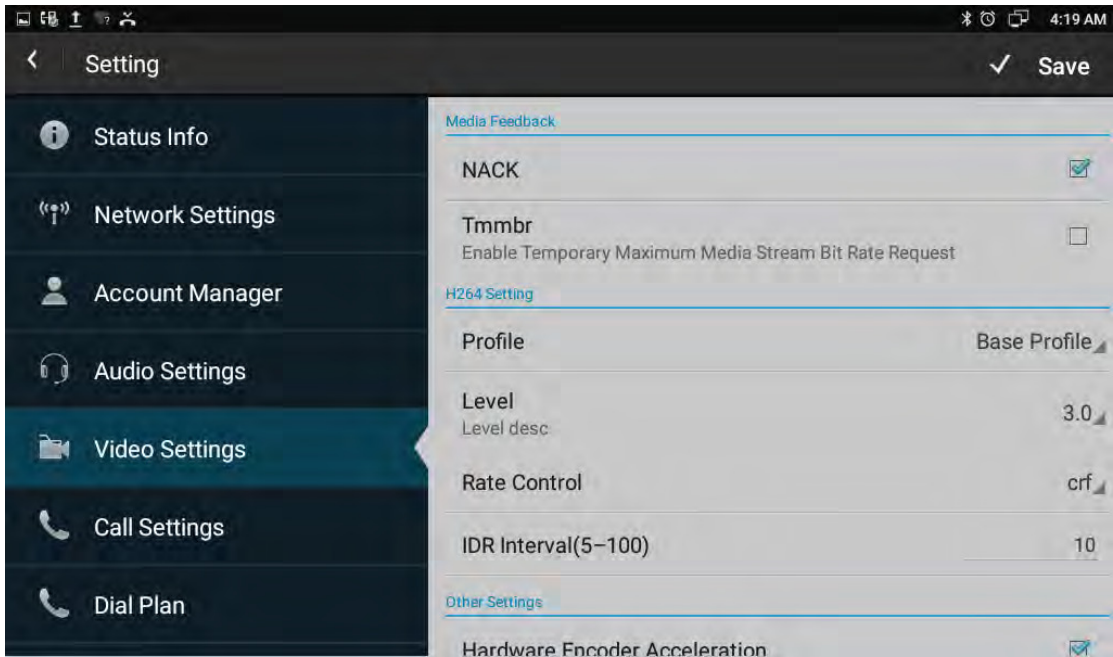 4:19 AM
Setting
Save
Status Info
Network Settings
Account Manager
Audio Settings
Video Settings
Call Settings
Dial Plan
Media Feedback
NACK
Tmmbr
Enable Temporary Maximum Media Stream Bit Rate Request
H264 Setting
Profile Base Profile
Level
Level desc
3.0
Rate Control crf
IDR Interval(5–100) 10
Other Settings
Hardware Encoder Acceleration